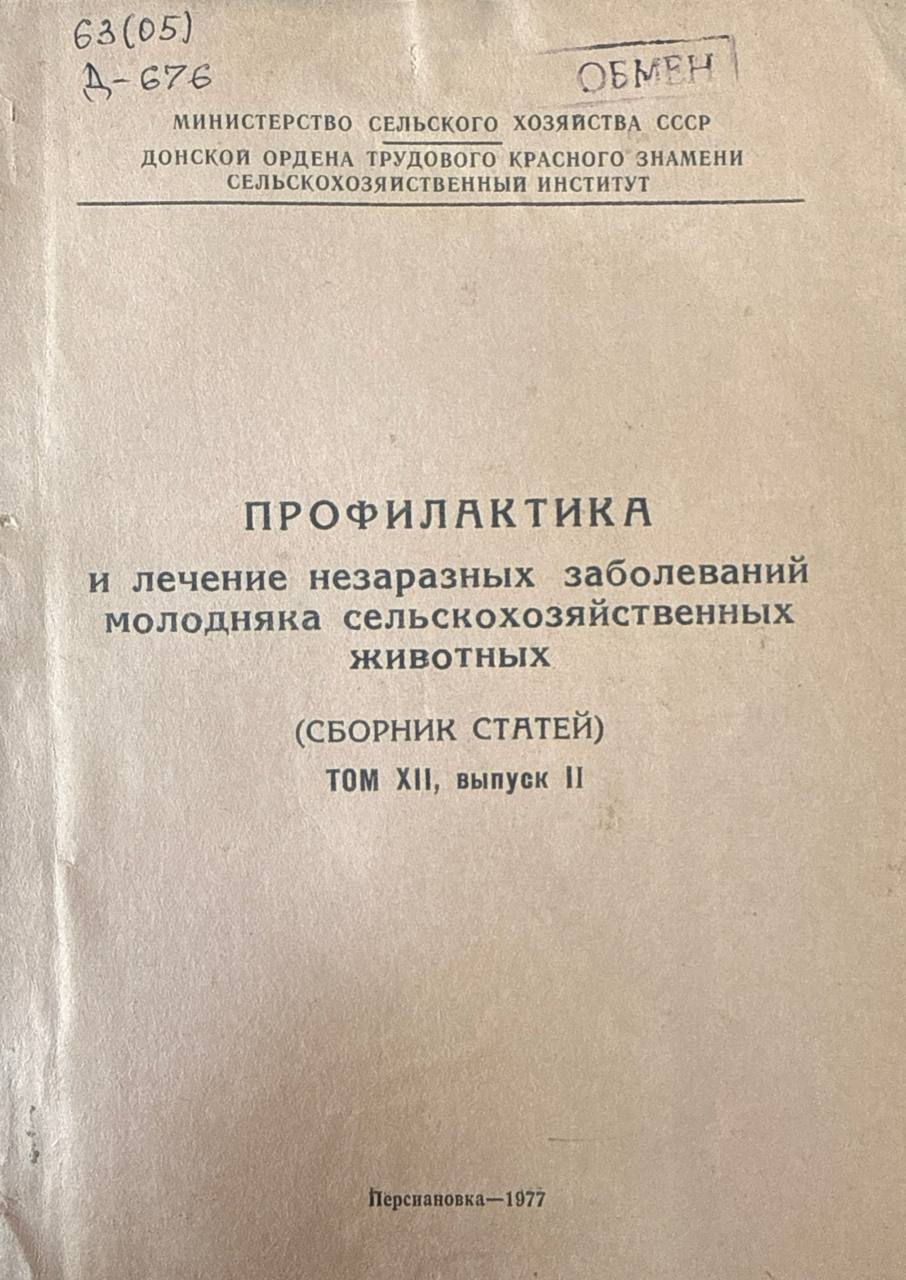 63(05)
Д-676
ОБМЕН
МИНИСТЕРСТВО СЕЛЬСКОГО ХОЗЯЙСТВА СССР
ДОНСКОЙ ОРДЕНА ТРУДОВОГО КРАСНОГО ЗНАМЕНИ
СЕЛЬСКОХОЗЯЙСТВЕННЫЙ ИНСТИТУТ
ПРОФИЛАКТИКА
и лечение незаразных заболеваний
молодняка сельскохозяйственных
животных
(СБОРНИК СТАТЕЙ)
ТОМ XII, выпуск II
Персиановка—1977